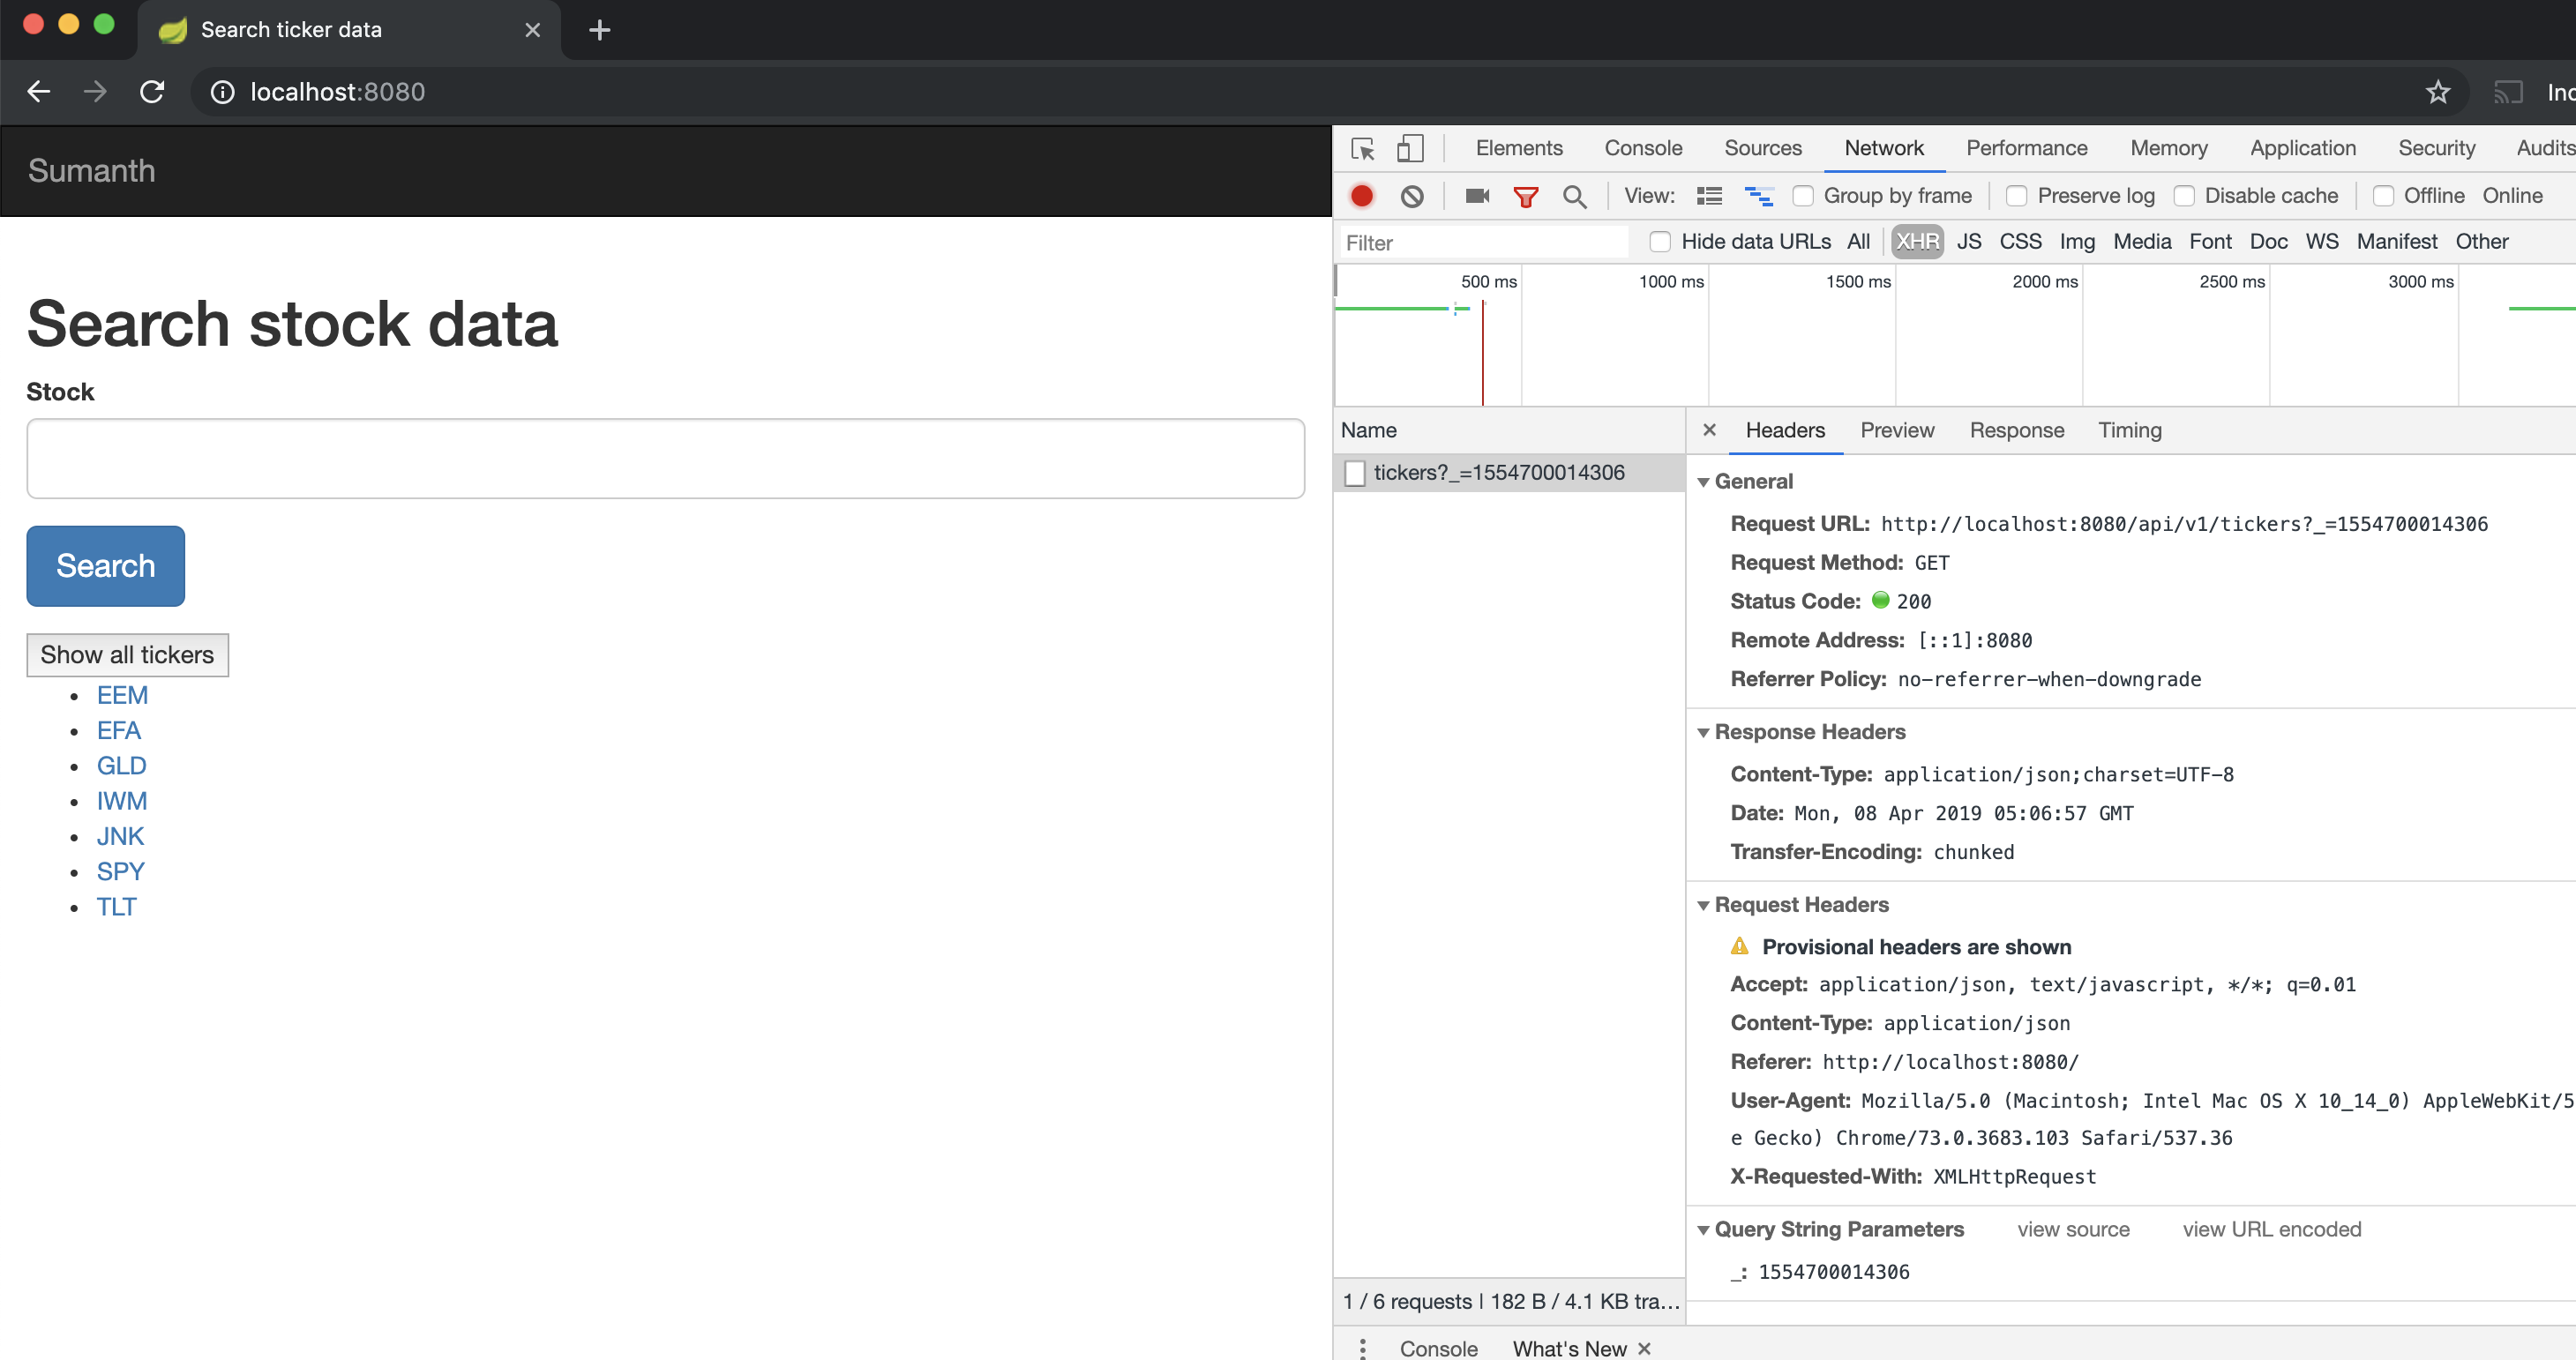 Search ticker data
localhost:8080
Sumanth
Search stock data
Stock
Search
Show all tickers
EEM
EFA
GLD
IWM
JNK
SPY
TLT
Elements Console Sources Network Performance Memory Application Security Audits
View: Group by frame Preserve log Disable cache Offline Online
Filter Hide data URLs All XHR JS CSS Img Media Font Doc WS Manifest Other
500 ms 1000 ms 1500 ms 2000 ms 2500 ms 3000 ms
Name
tickers?_=1554700014306
1 / 6 requests | 182 B / 4.1 KB tra…
Headers Preview Response Timing
General
Request URL: http://localhost:8080/api/v1/tickers?_=1554700014306
Request Method: GET
Status Code: 200
Remote Address: [::1]:8080
Referrer Policy: no-referrer-when-downgrade
Response Headers
Content-Type: application/json;charset=UTF-8
Date: Mon, 08 Apr 2019 05:06:57 GMT
Transfer-Encoding: chunked
Request Headers
Provisional headers are shown
Accept: application/json, text/javascript, */*; q=0.01
Content-Type: application/json
Referer: http://localhost:8080/
User-Agent: Mozilla/5.0 (Macintosh; Intel Mac OS X 10_14_0) AppleWebKit/5
e Gecko) Chrome/73.0.3683.103 Safari/537.36
X-Requested-With: XMLHttpRequest
Query String Parameters view source view URL encoded
_: 1554700014306
Console What's New